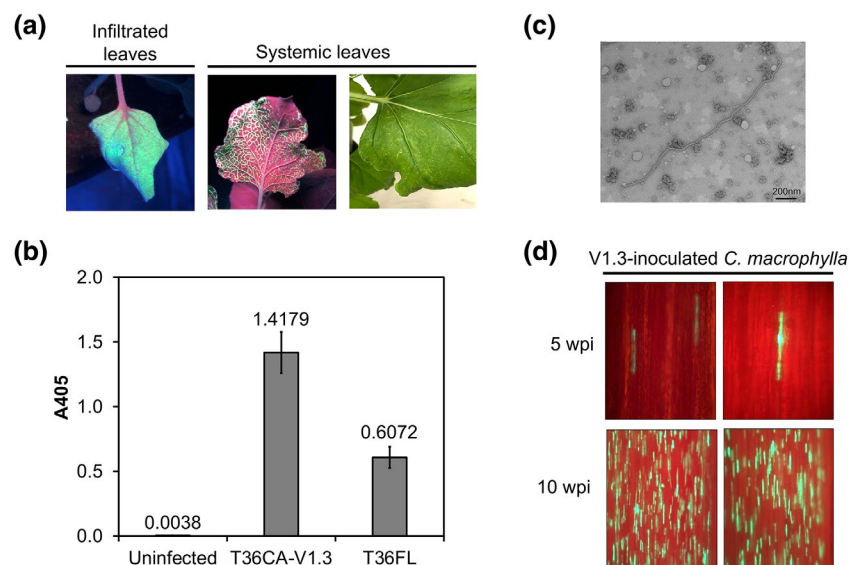 (a)
Infiltrated
leaves
Systemic leaves
(b)
A405
2.0
1.5
1.0
0.5
0.0
0.0038
1.4179
0.6072
Uninfected T36CA-V1.3 T36FL
(c)
200nm
(d)
V1.3-inoculated C. macrophylla
5 wpi
10 wpi